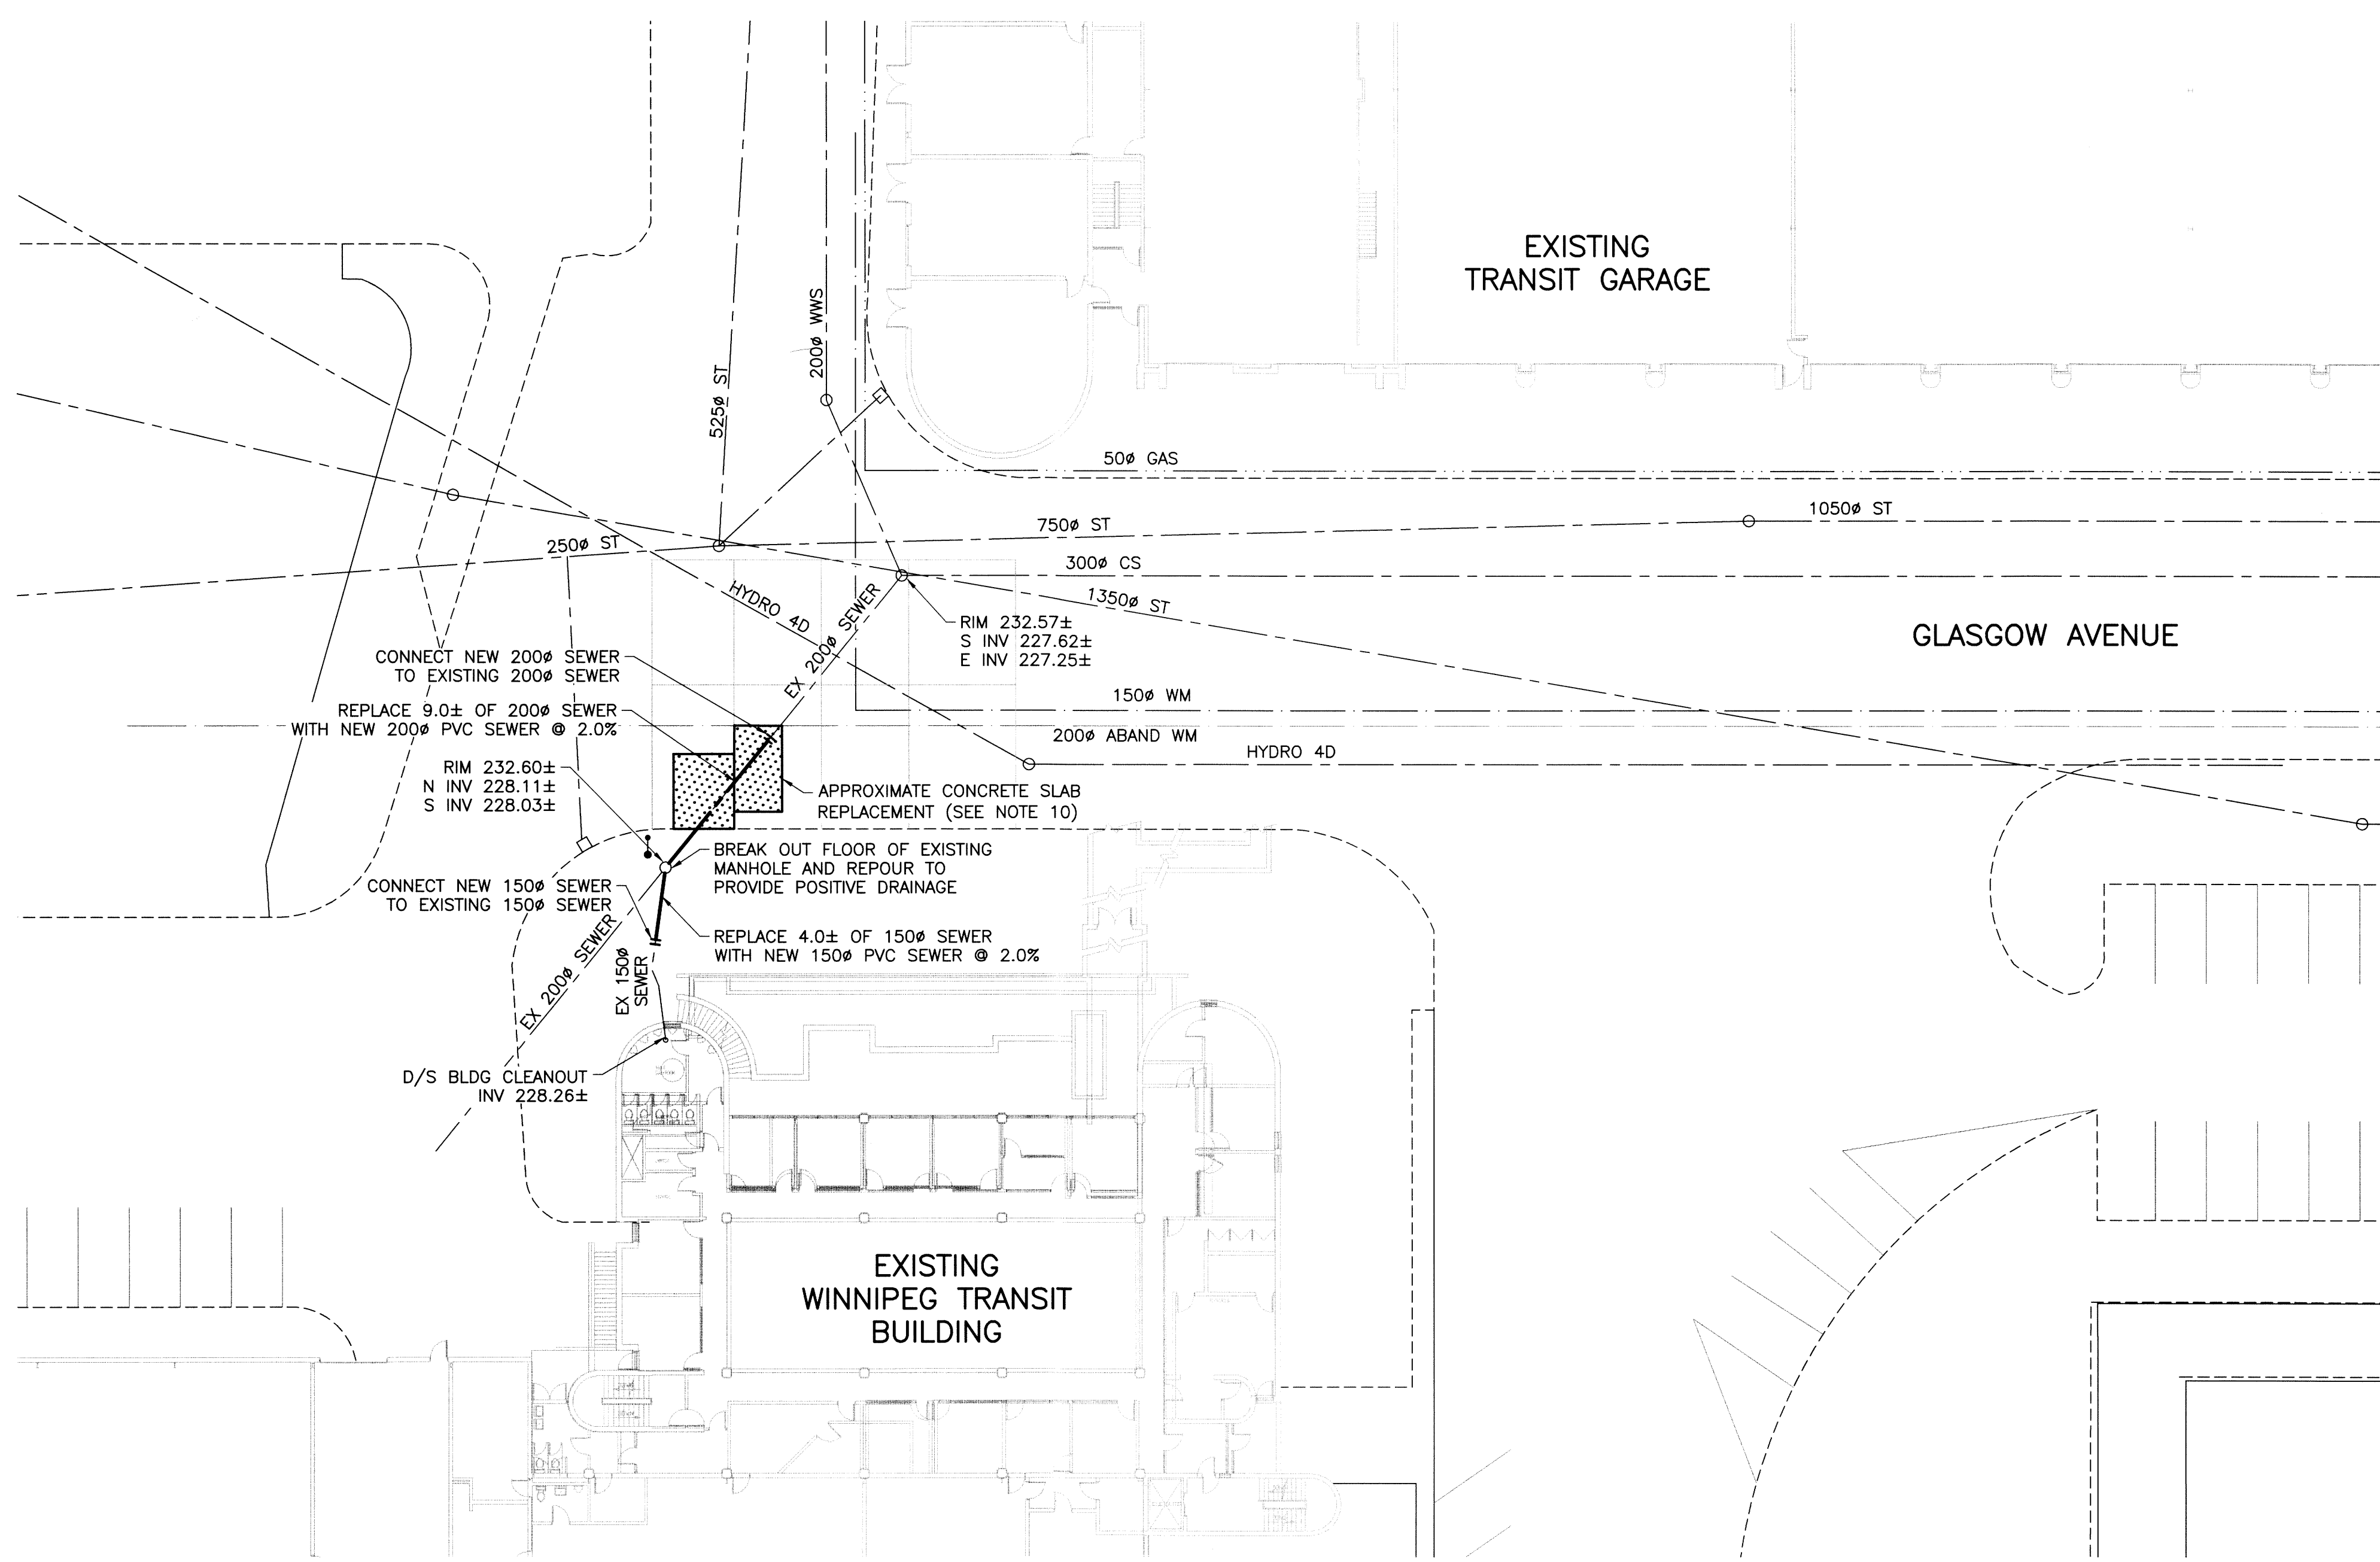 EXISTING
TRANSIT GARAGE
200ø WWS
525ø ST
50ø GAS
1050ø ST
750ø ST
250ø ST
300ø CS
HYDRO 4D
1350ø ST
EX 200ø SEWER
RIM 232.57±
S INV 227.62±
E INV 227.25±
GLASGOW AVENUE
CONNECT NEW 200ø SEWER
TO EXISTING 200ø SEWER
150ø WM
REPLACE 9.0± OF 200ø SEWER
WITH NEW 200ø PVC SEWER @ 2.0%
200ø ABAND WM
HYDRO 4D
RIM 232.60±
N INV 228.11±
S INV 228.03±
APPROXIMATE CONCRETE SLAB
REPLACEMENT (SEE NOTE 10)
BREAK OUT FLOOR OF EXISTING
MANHOLE AND REPOUR TO
PROVIDE POSITIVE DRAINAGE
CONNECT NEW 150ø SEWER
TO EXISTING 150ø SEWER
REPLACE 4.0± OF 150ø SEWER
WITH NEW 150ø PVC SEWER @ 2.0%
EX 200ø SEWER
EX 150ø
SEWER
D/S BLDG CLEANOUT
INV 228.26±
EXISTING
WINNIPEG TRANSIT
BUILDING